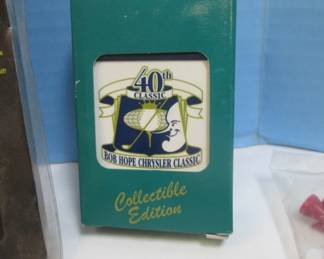 40th
CLASSIC
BOB HOPE CHRYSLER CLASSIC
Collectible
Edition